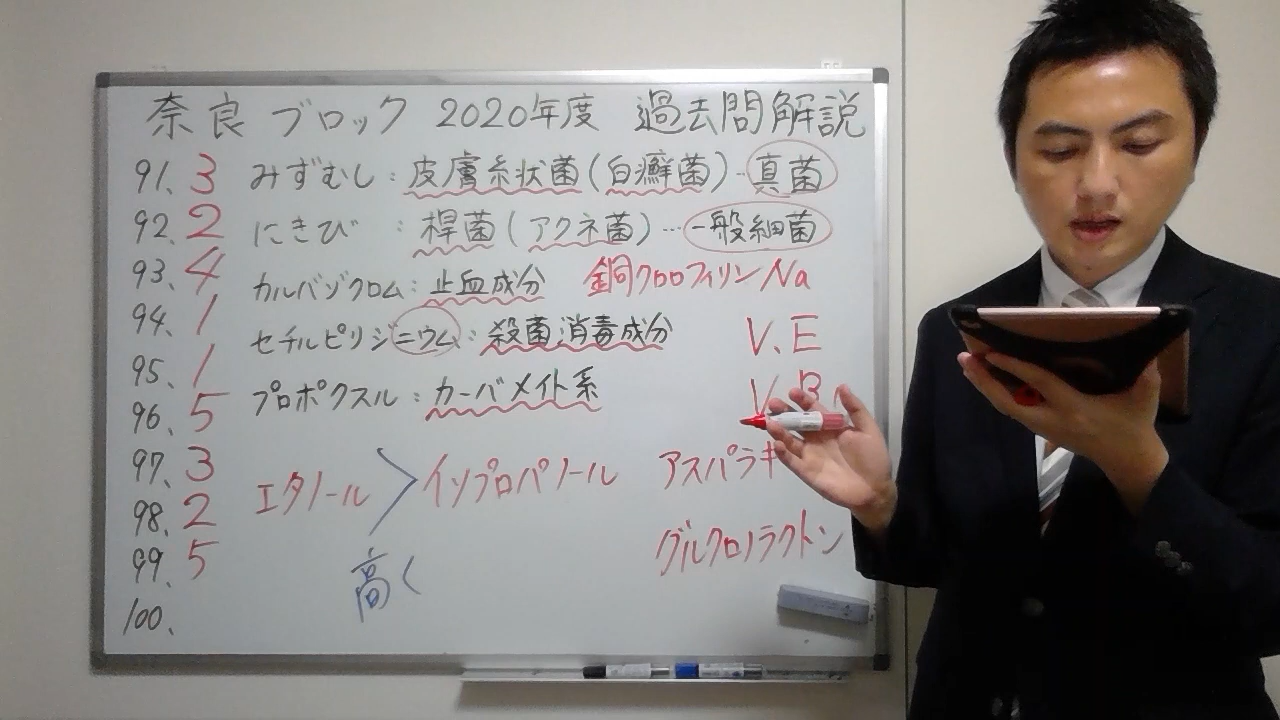 奈良ブロック 2020年度 過去問解説
91. 3 みずむし：皮膚糸状菌(白癬菌)…真菌
92. 2 にきび：桿菌(アクネ菌)…一般細菌
93. 4 カルバゾクロム：止血成分 銅クロロフィリンNa
94. 1 セチルピリジニウム：殺菌消毒成分 V.E
95. 1 プロポクスル：カーバメイト系 V. B
96. 5
97. 3 エタノール > イソプロパノール アスパラギ
98. 2
99. 5 高く グルクロノラクトン
100.